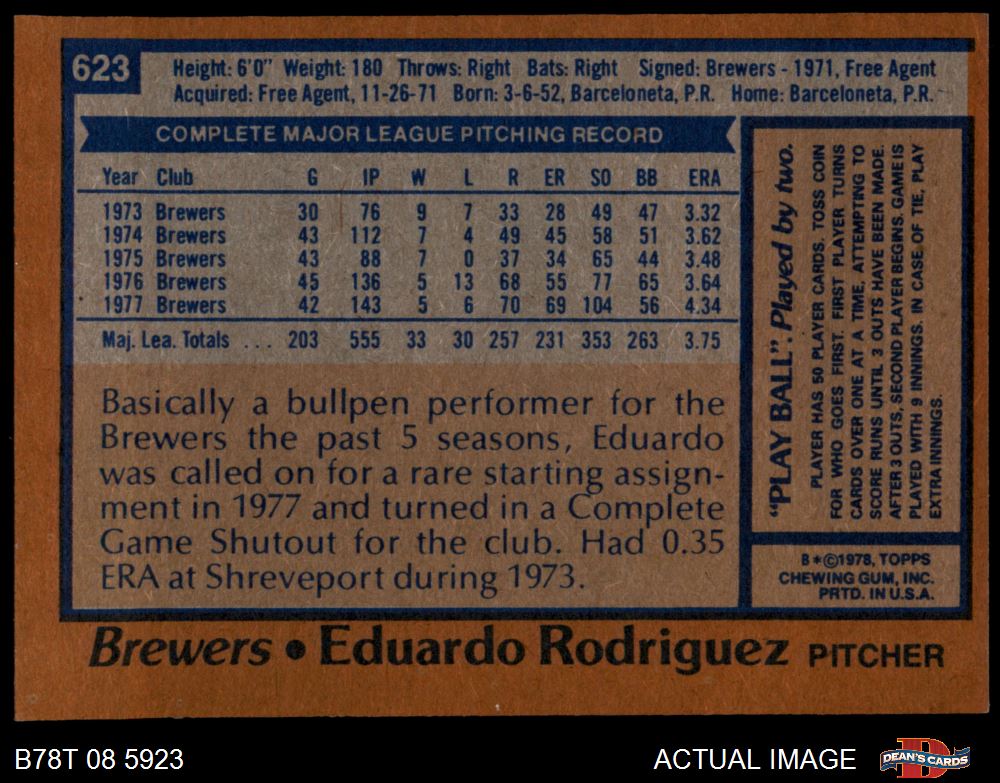 623
Height: 6'0" Weight: 180 Throws: Right Bats: Right Signed: Brewers - 1971, Free Agent
Acquired: Free Agent, 11-26-71 Born: 3-6-52, Barceloneta, P.R. Home: Barceloneta, P.R.
COMPLETE MAJOR LEAGUE PITCHING RECORD
Year Club G IP W L R ER SO BB ERA
1973 Brewers 30 76 9 7 33 28 49 47 3.32
1974 Brewers 43 112 7 4 49 45 58 51 3.62
1975 Brewers 43 88 7 0 37 34 65 44 3.48
1976 Brewers 45 136 5 13 68 55 77 65 3.64
1977 Brewers 42 143 5 6 70 69 104 56 4.34
Maj. Lea. Totals ... 203 555 33 30 257 231 353 263 3.75
Basically a bullpen performer for the
Brewers the past 5 seasons, Eduardo
was called on for a rare starting assign-
ment in 1977 and turned in a Complete
Game Shutout for the club. Had 0.35
ERA at Shreveport during 1973.
"PLAY BALL". Played by two.
PLAYER HAS 50 PLAYER CARDS. TOSS COIN
FOR WHO GOES FIRST. FIRST PLAYER TURNS
CARDS OVER ONE AT A TIME, ATTEMPTING TO
SCORE RUNS UNTIL 3 OUTS HAVE BEEN MADE.
AFTER 3 OUTS, SECOND PLAYER BEGINS. GAME IS
PLAYED WITH 9 INNINGS. IN CASE OF TIE, PLAY
EXTRA INNINGS.
B*©1978, TOPPS
CHEWING GUM, INC.
PRTD. IN U.S.A.
Brewers • Eduardo Rodriguez PITCHER
B78T 08 5923
ACTUAL IMAGE
DEAN'S CARDS